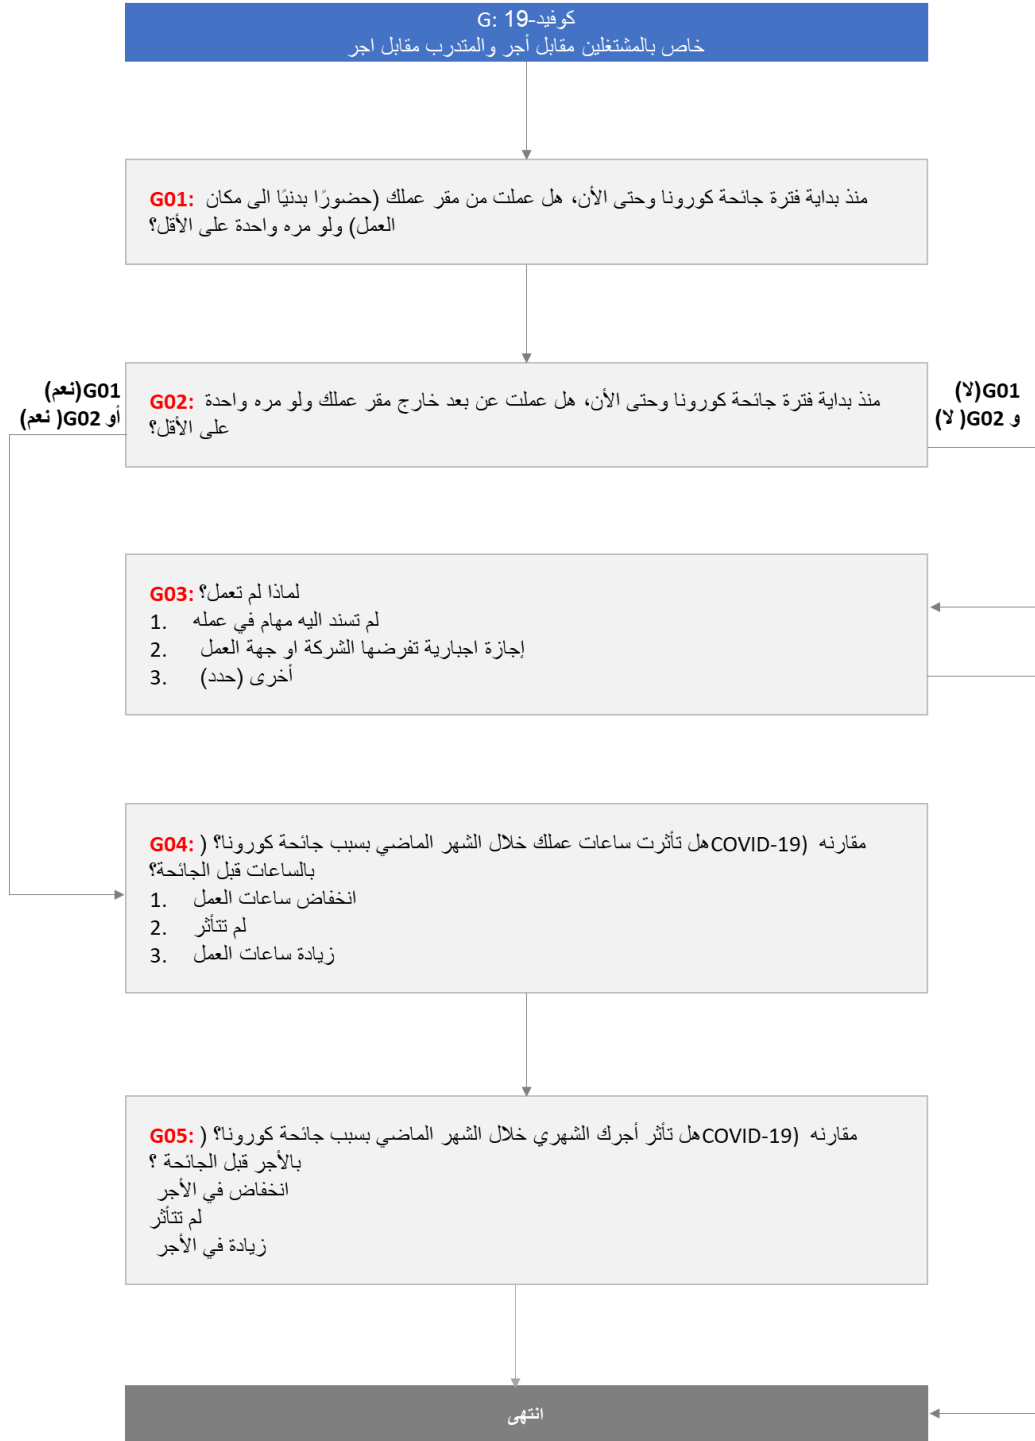 كوفيد-19 :G
خاص بالمشتغلين مقابل أجر والمتدرب مقابل اجر
G01: منذ بداية فترة جائحة كورونا وحتى الأن، هل عملت من مقر عملك (حضورًا بدنيًا الى مكان
العمل) ولو مره واحدة على الأقل؟
G01(نعم)
أو G02( نعم)
G02: منذ بداية فترة جائحة كورونا وحتى الأن، هل عملت عن بعد خارج مقر عملك ولو مره واحدة
على الأقل؟
G01(لا)
و G02( لا)
G03: لماذا لم تعمل؟
1. لم تسند اليه مهام في عمله
2. إجازة اجبارية تفرضها الشركة او جهة العمل
3. أخرى (حدد)
G04: هل تأثرت ساعات عملك خلال الشهر الماضي بسبب جائحة كورونا؟ (COVID-19) مقارنه
بالساعات قبل الجائحة؟
1. انخفاض ساعات العمل
2. لم تتأثر
3. زيادة ساعات العمل
G05: هل تأثر أجرك الشهري خلال الشهر الماضي بسبب جائحة كورونا؟ (COVID-19) مقارنه
بالأجر قبل الجائحة ؟
انخفاض في الأجر
لم تتأثر
زيادة في الأجر
انتهى